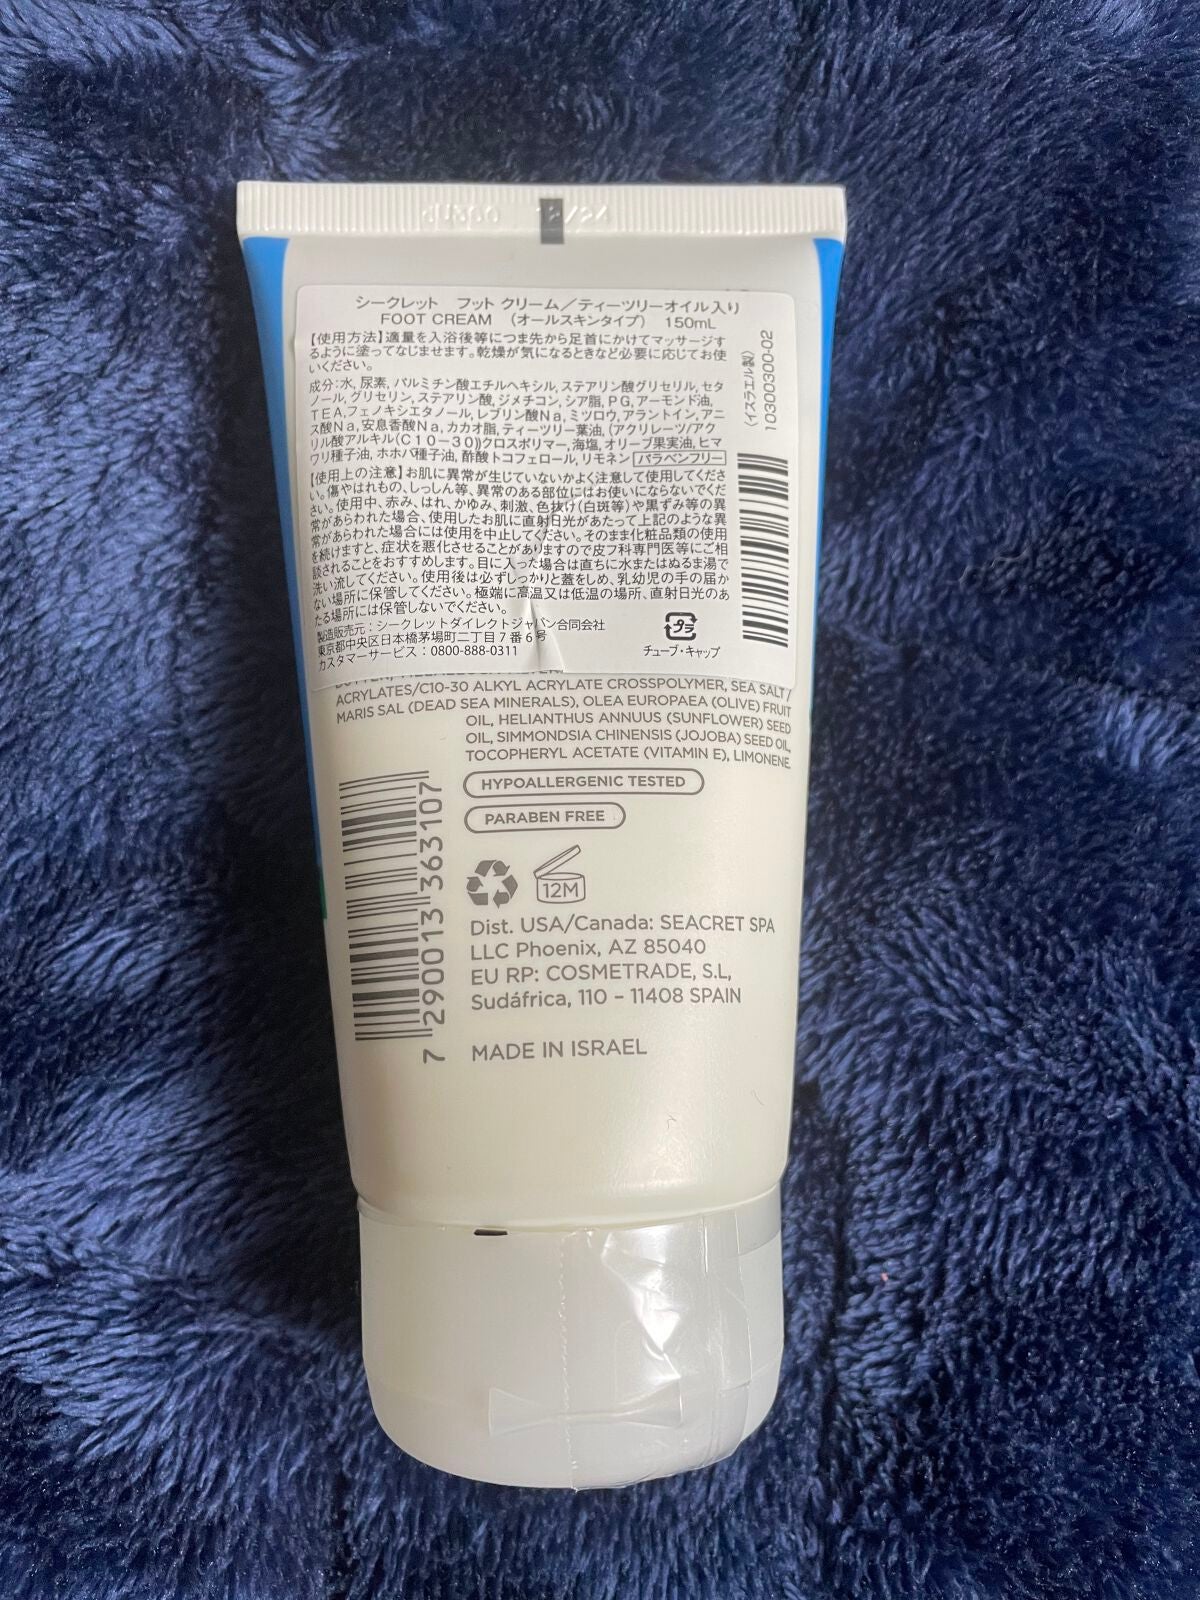 シークレット フット クリーム／ティーツリーオイル入り
FOOT CREAM (オールスキンタイプ) 150mL
【使用方法】適量を入浴後等につま先から足首にかけてマッサージす
るように塗ってなじませます。乾燥が気になるときなど必要に応じてお使
いください。
成分:水, 尿素, パルミチン酸エチルヘキシル, ステアリン酸グリセリル, セタ
ノール, グリセリン, ステアリン酸, ジメチコン, シア脂, PG, アーモンド油,
TEA, フェノキシエタノール, レブリン酸Na, ミツロウ, アラントイン, アニ
ス酸Na, 安息香酸Na, カカオ脂, ティーツリー葉油, (アクリレーツ/アク
リル酸アルキル(C10-30))クロスポリマー, 海塩, オリーブ果実油, ヒマ
ワリ種子油, ホホバ種子油, 酢酸トコフェロール, リモネン パラベンフリー
【使用上の注意】お肌に異常が生じていないかよく注意して使用してくださ
い。傷やはれもの、しっしん等、異常のある部位にはお使いにならないでくだ
さい。使用中、赤み、はれ、かゆみ、刺激、色抜け(白斑等)や黒ずみ等の異
常があらわれた場合、使用したお肌に直射日光があたって上記のような異
常があらわれた場合には使用を中止してください。そのまま化粧品類の使用
を続けますと、症状を悪化させることがありますので皮フ科専門医等にご相
談されることをおすすめします。目に入った場合は直ちに水またはぬるま湯で
洗い流してください。使用後は必ずしっかりと蓋をしめ、乳幼児の手の届か
ない場所に保管してください。極端に高温又は低温の場所、直射日光のあ
たる場所には保管しないでください。
製造販売元：シークレットダイレクトジャパン合同会社
東京都中央区日本橋茅場町二丁目7番6号
カスタマーサービス：0800-888-0311
プラ
チューブ・キャップ
(イスラエル製)
10300300-02
ACRYLATES/C10-30 ALKYL ACRYLATE CROSSPOLYMER, SEA SALT/
MARIS SAL (DEAD SEA MINERALS), OLEA EUROPAEA (OLIVE) FRUIT
OIL, HELIANTHUS ANNUUS (SUNFLOWER) SEED
OIL, SIMMONDSIA CHINENSIS (JOJOBA) SEED OIL,
TOCOPHERYL ACETATE (VITAMIN E), LIMONENE.
HYPOALLERGENIC TESTED
PARABEN FREE
12M
Dist. USA/Canada: SEACRET SPA
LLC Phoenix, AZ 85040
EU RP: COSMETRADE, S.L,
Sudáfrica, 110 – 11408 SPAIN
MADE IN ISRAEL
7 290013 363107